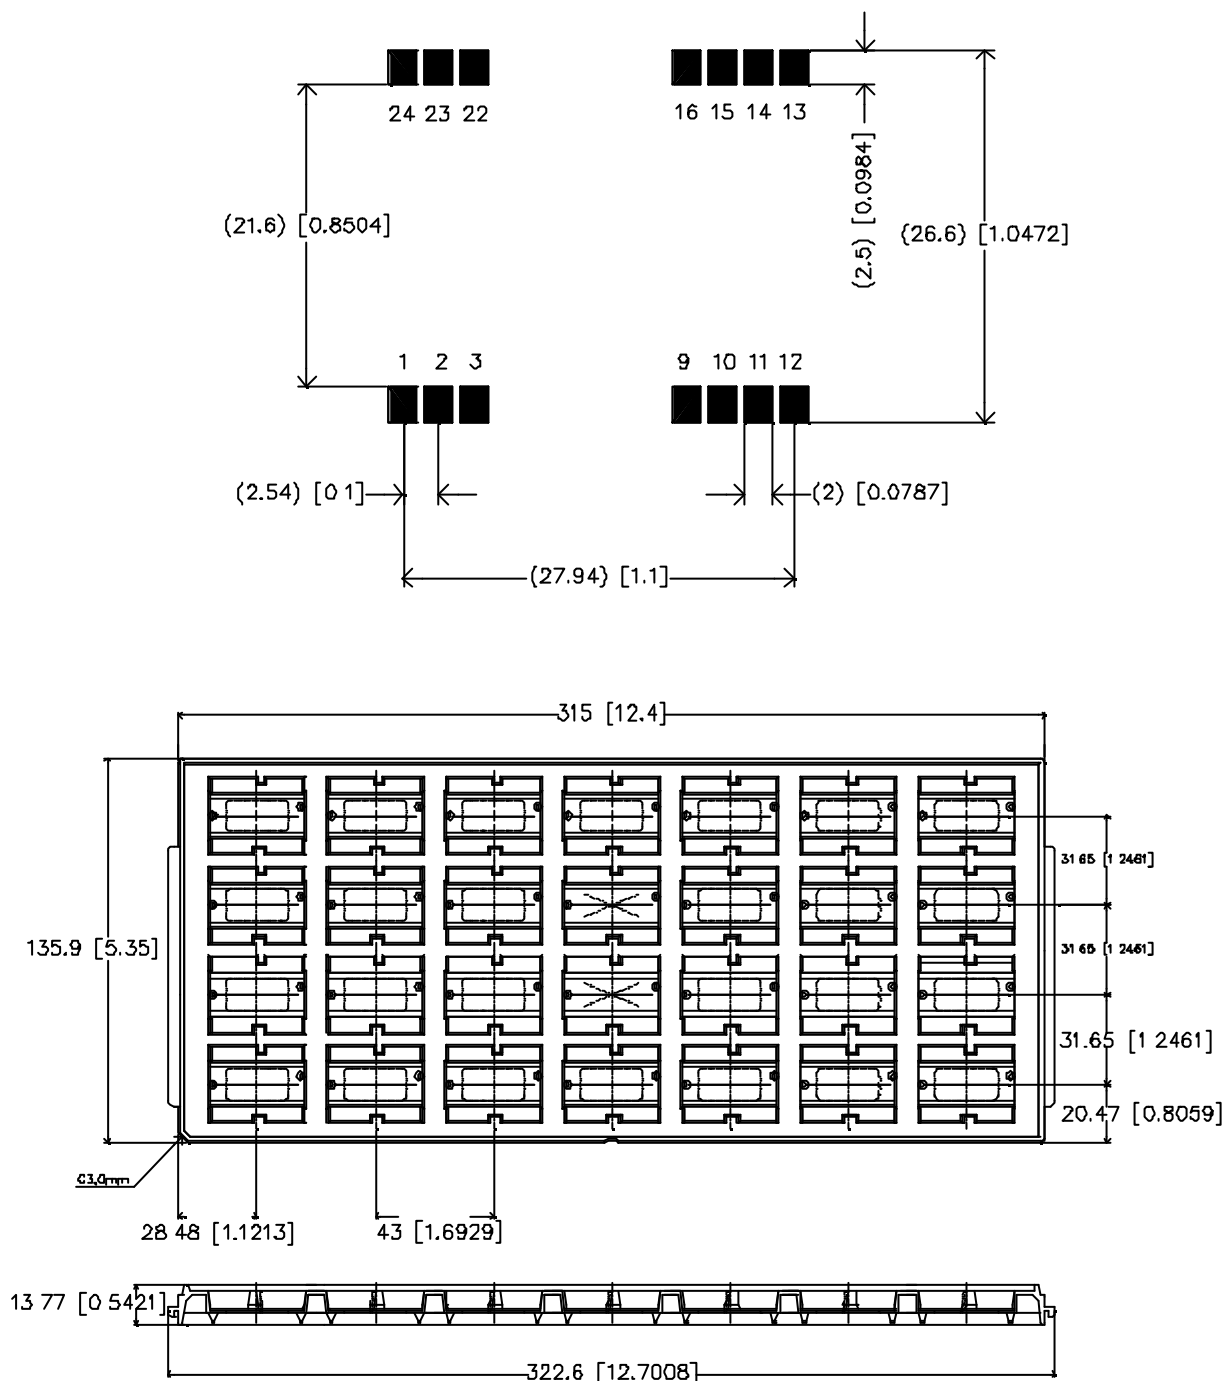 24 23 22 16 15 14 13
(2.5) [0.0984]
(21.6) [0.8504]
(26.6) [1.0472]
1 2 3 9 10 11 12
(2.54) [0 1]
(2) [0.0787]
(27.94) [1.1]
315 [12.4]
31 65 [1 2461]
135.9 [5.35]
31 65 [1 2461]
31.65 [1 2461]
20.47 [0.8059]
C3.0mm
28 48 [1.1213]
43 [1.6929]
13 77 [0 5421]
322.6 [12.7008]